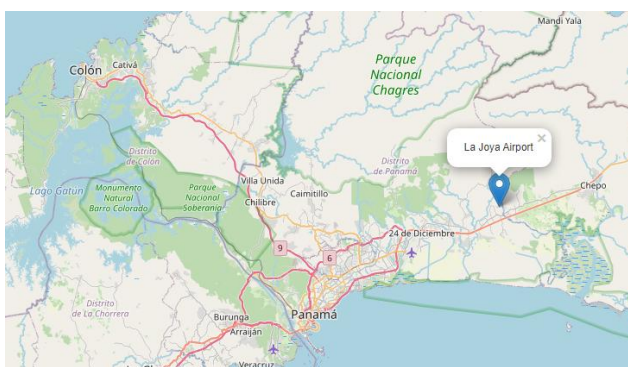 Mandi Yala
Colón
Cativá
Parque
Nacional
Chagres
La Joya Airport
×
Distrito
de Colón
Distrito
de Panamá
Lago Gatun
Monumento
Natural
Barro Colorado
Parque
Nacional
Soberanía
Villa Unida
Chilibre
Caimitillo
Chepo
24 de Diciembre
9
6
Distrito
de La Chorrera
Burunga
Arraiján
Panamá
Veracruz